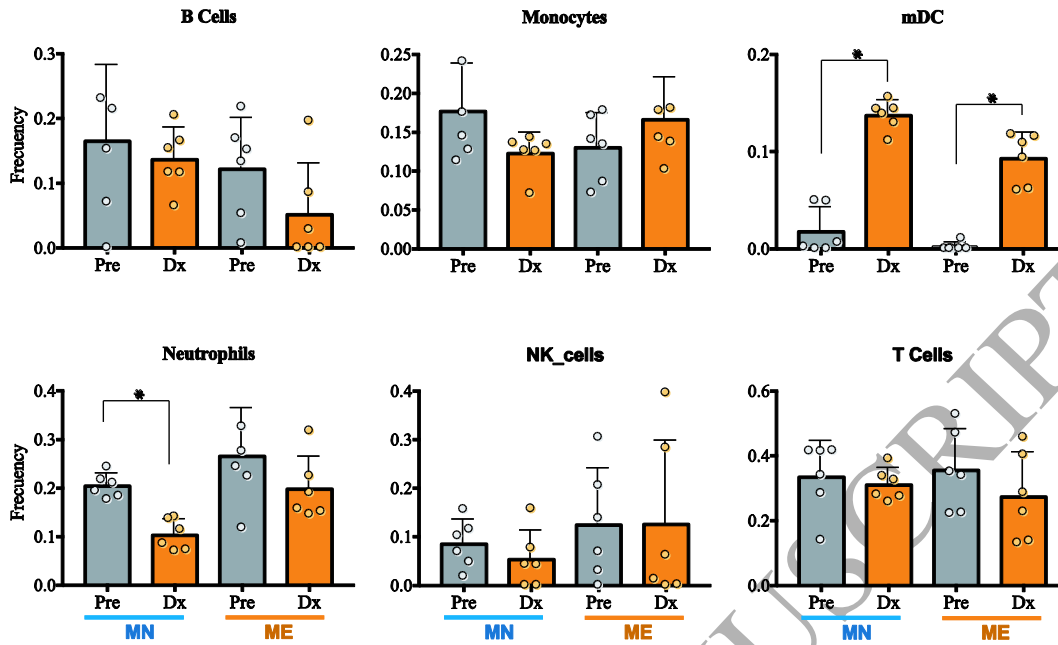 B Cells
Monocytes
mDC
Frecuency
0.3
0.2
0.1
0.0
Pre Dx Pre Dx
0.25
0.20
0.15
0.10
0.05
0.00
Pre Dx Pre Dx
0.2
0.1
0.0
*
*
Pre Dx Pre Dx
Neutrophils
NK_cells
T Cells
Frecuency
0.4
0.3
0.2
0.1
0.0
*
Pre Dx Pre Dx
MN ME
0.4
0.3
0.2
0.1
0.0
Pre Dx Pre Dx
MN ME
0.6
0.4
0.2
0.0
Pre Dx Pre Dx
MN ME
USCRIPT